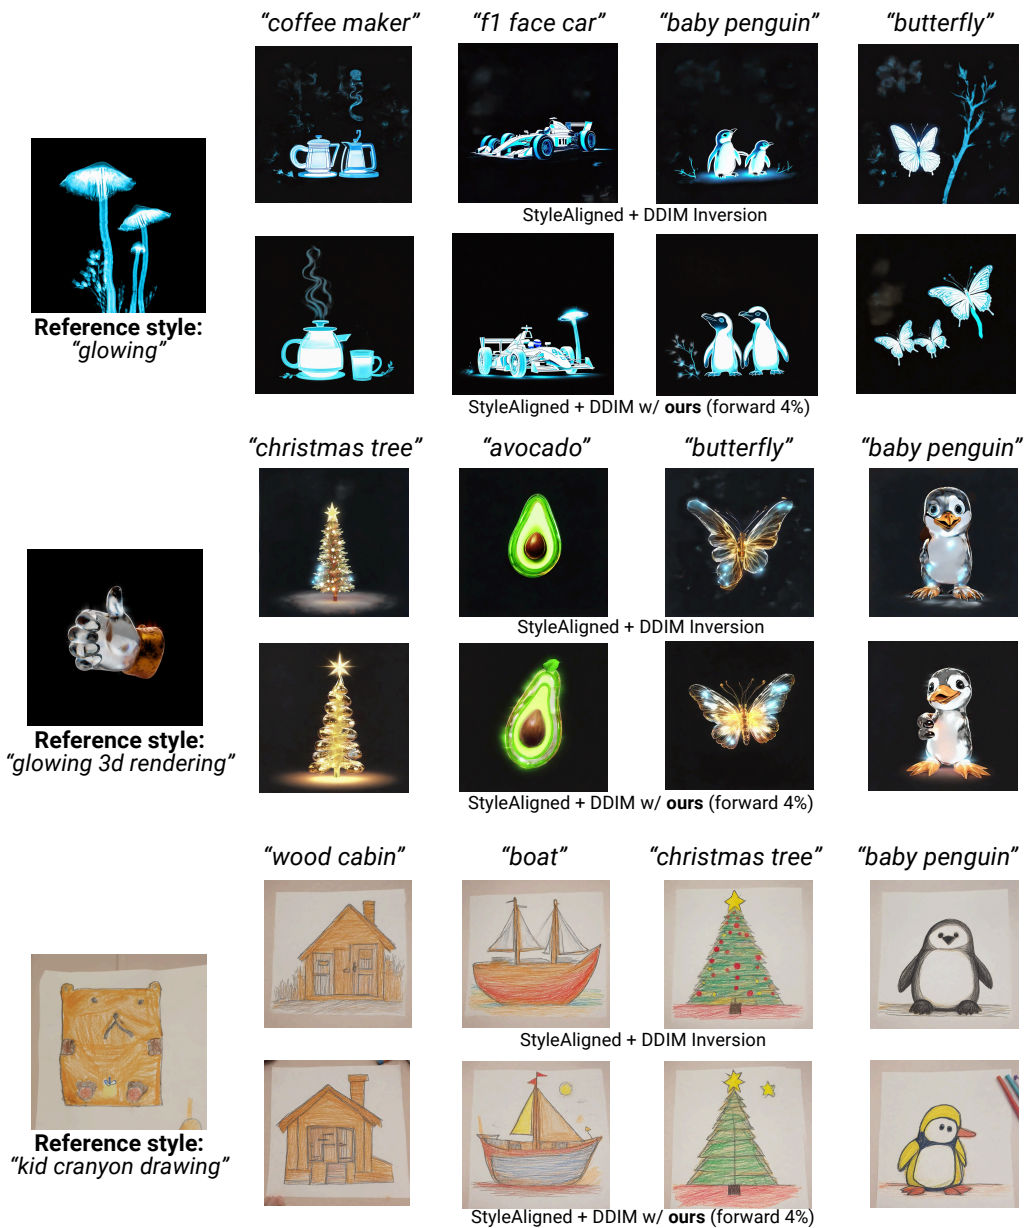 “coffee maker” “f1 face car” “baby penguin” “butterfly”
StyleAligned + DDIM Inversion
Reference style:
“glowing”
StyleAligned + DDIM w/ ours (forward 4%)
“christmas tree” “avocado” “butterfly” “baby penguin”
StyleAligned + DDIM Inversion
Reference style:
“glowing 3d rendering”
StyleAligned + DDIM w/ ours (forward 4%)
“wood cabin” “boat” “christmas tree” “baby penguin”
StyleAligned + DDIM Inversion
Reference style:
“kid cranyon drawing”
StyleAligned + DDIM w/ ours (forward 4%)